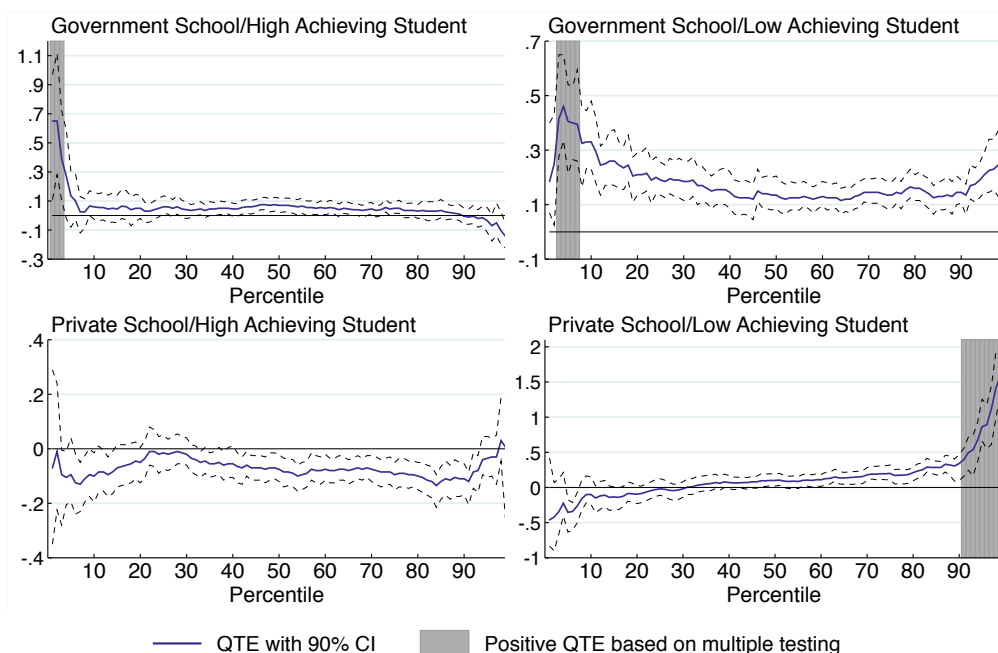 Government School/High Achieving Student
1.1
.9
.7
.5
.3
.1
-.1
-.3
10 20 30 40 50 60 70 80 90
Percentile
Government School/Low Achieving Student
.7
.5
.3
.1
-.1
10 20 30 40 50 60 70 80 90
Percentile
Private School/High Achieving Student
.4
.2
0
-.2
-.4
10 20 30 40 50 60 70 80 90
Percentile
Private School/Low Achieving Student
2
1.5
1
.5
0
-.5
-1
10 20 30 40 50 60 70 80 90
Percentile
QTE with 90% CI
Positive QTE based on multiple testing